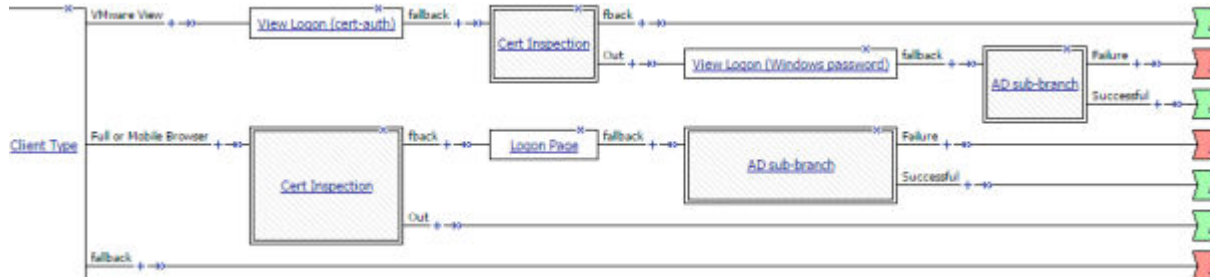 VMware View
View Logon (cert-auth)
fallback
Cert Inspection
fback
Out
View Logon (Windows password)
fallback
AD sub-branch
Failure
Successful
Client Type
Full or Mobile Browser
Cert Inspection
fback
Logon Page
fallback
AD sub-branch
Failure
Successful
Out
fallback